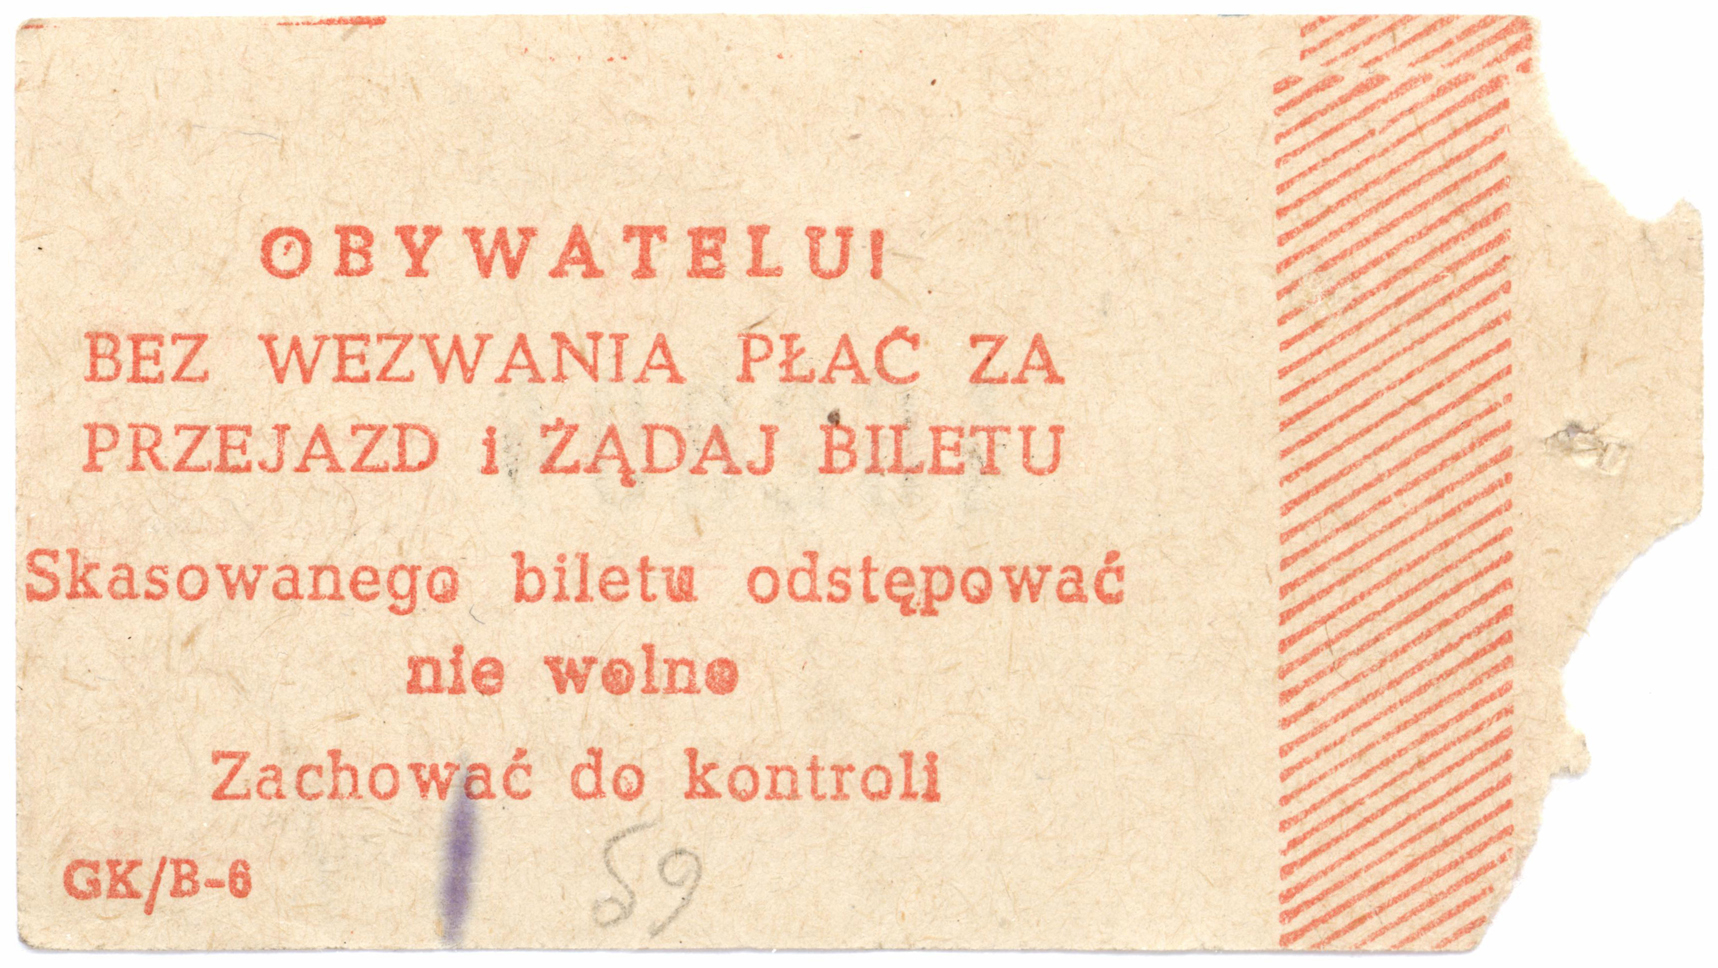 OBYWATELU!
BEZ WEZWANIA PŁAĆ ZA
PRZEJAZD i ŻĄDAJ BILETU
Skasowanego biletu odstępować
nie wolno
Zachować do kontroli
GK/B-6
59